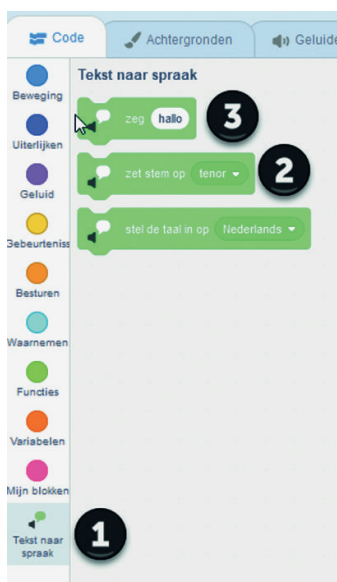 Code
Achtergronden
Geluide
Beweging
Uiterlijken
Geluid
Gebeurteniss
Besturen
Waarnemen
Functies
Variabelen
Mijn blokken
Tekst naar
spraak
1
Tekst naar spraak
zeg hallo
3
zet stem op tenor
2
stel de taal in op Nederlands